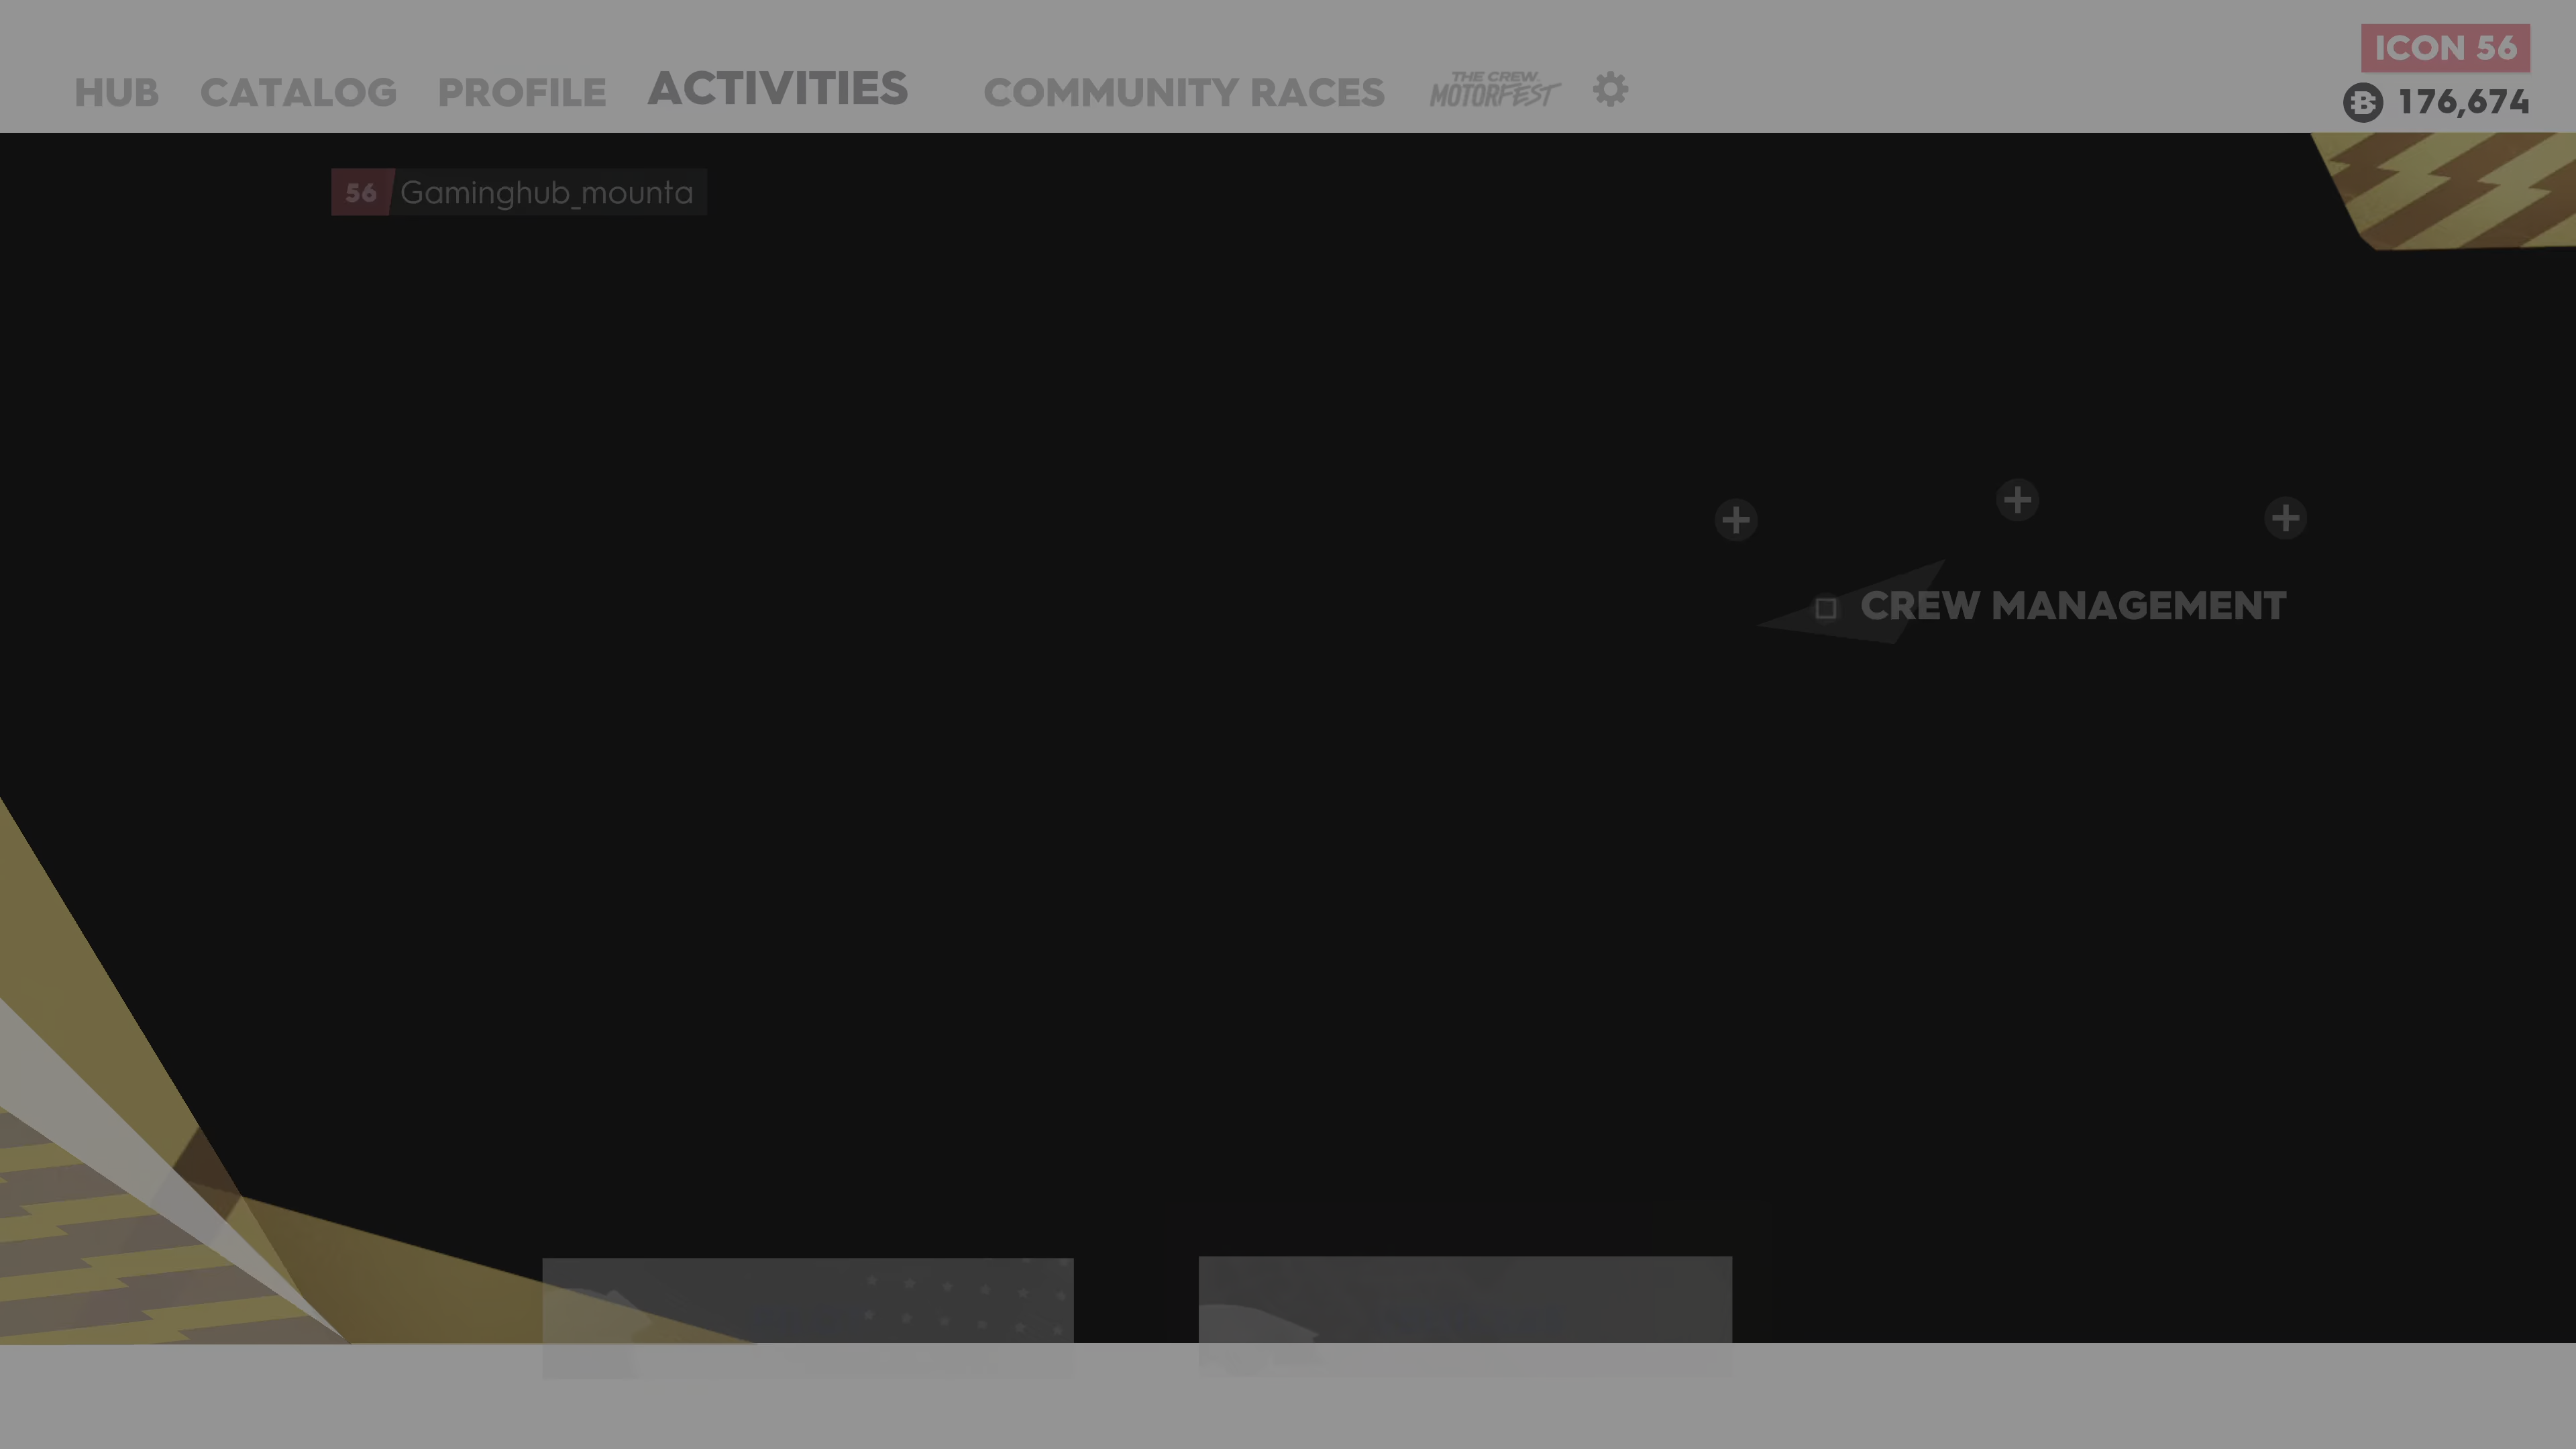 HUB CATALOG PROFILE ACTIVITIES COMMUNITY RACES THE CREW MOTORFEST
ICON 56
176,674
56 Gaminghub_mounta
CREW MANAGEMENT